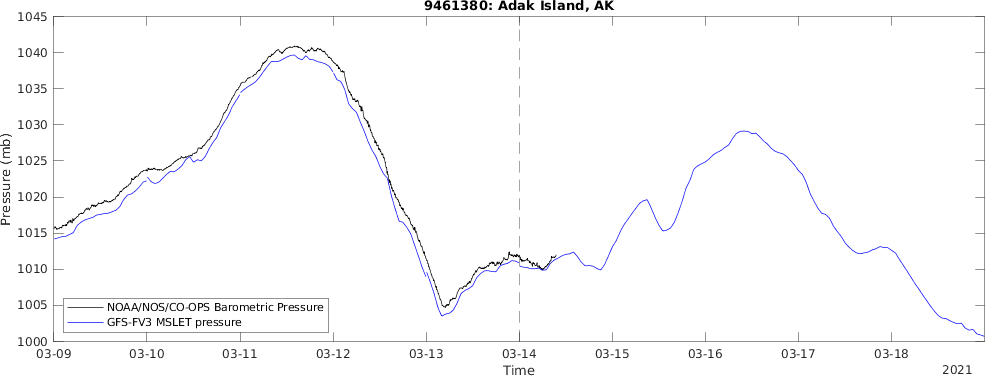 9461380: Adak Island, AK
Pressure (mb)
1045
1040
1035
1030
1025
1020
1015
1010
1005
1000
NOAA/NOS/CO-OPS Barometric Pressure
GFS-FV3 MSLET pressure
03-09 03-10 03-11 03-12 03-13 03-14 03-15 03-16 03-17 03-18
Time
2021